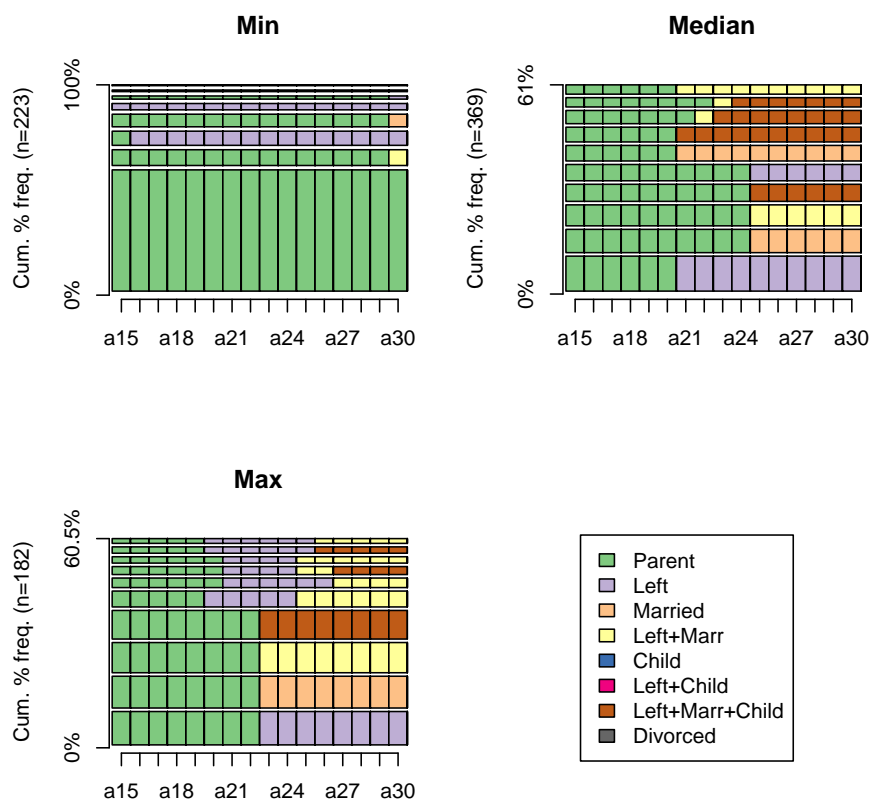 Min
Cum. % freq. (n=223)
0%
100%
a15 a18 a21 a24 a27 a30
Median
Cum. % freq. (n=369)
0%
61%
a15 a18 a21 a24 a27 a30
Max
Cum. % freq. (n=182)
0%
60.5%
a15 a18 a21 a24 a27 a30
Parent
Left
Married
Left+Marr
Child
Left+Child
Left+Marr+Child
Divorced